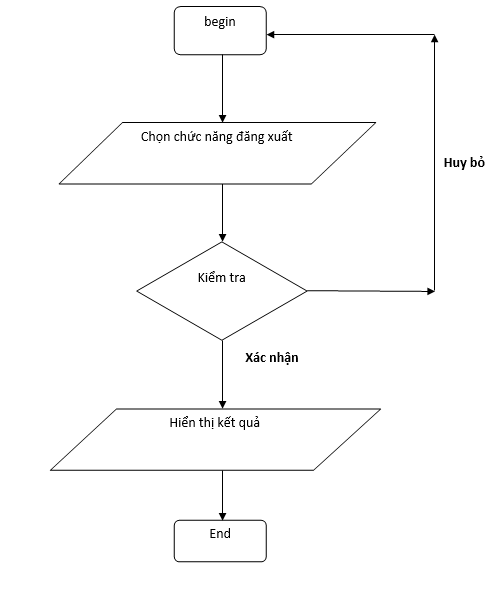 begin
Chọn chức năng đăng xuất
Huy bỏ
Kiểm tra
Xác nhận
Hiển thị kết quả
End